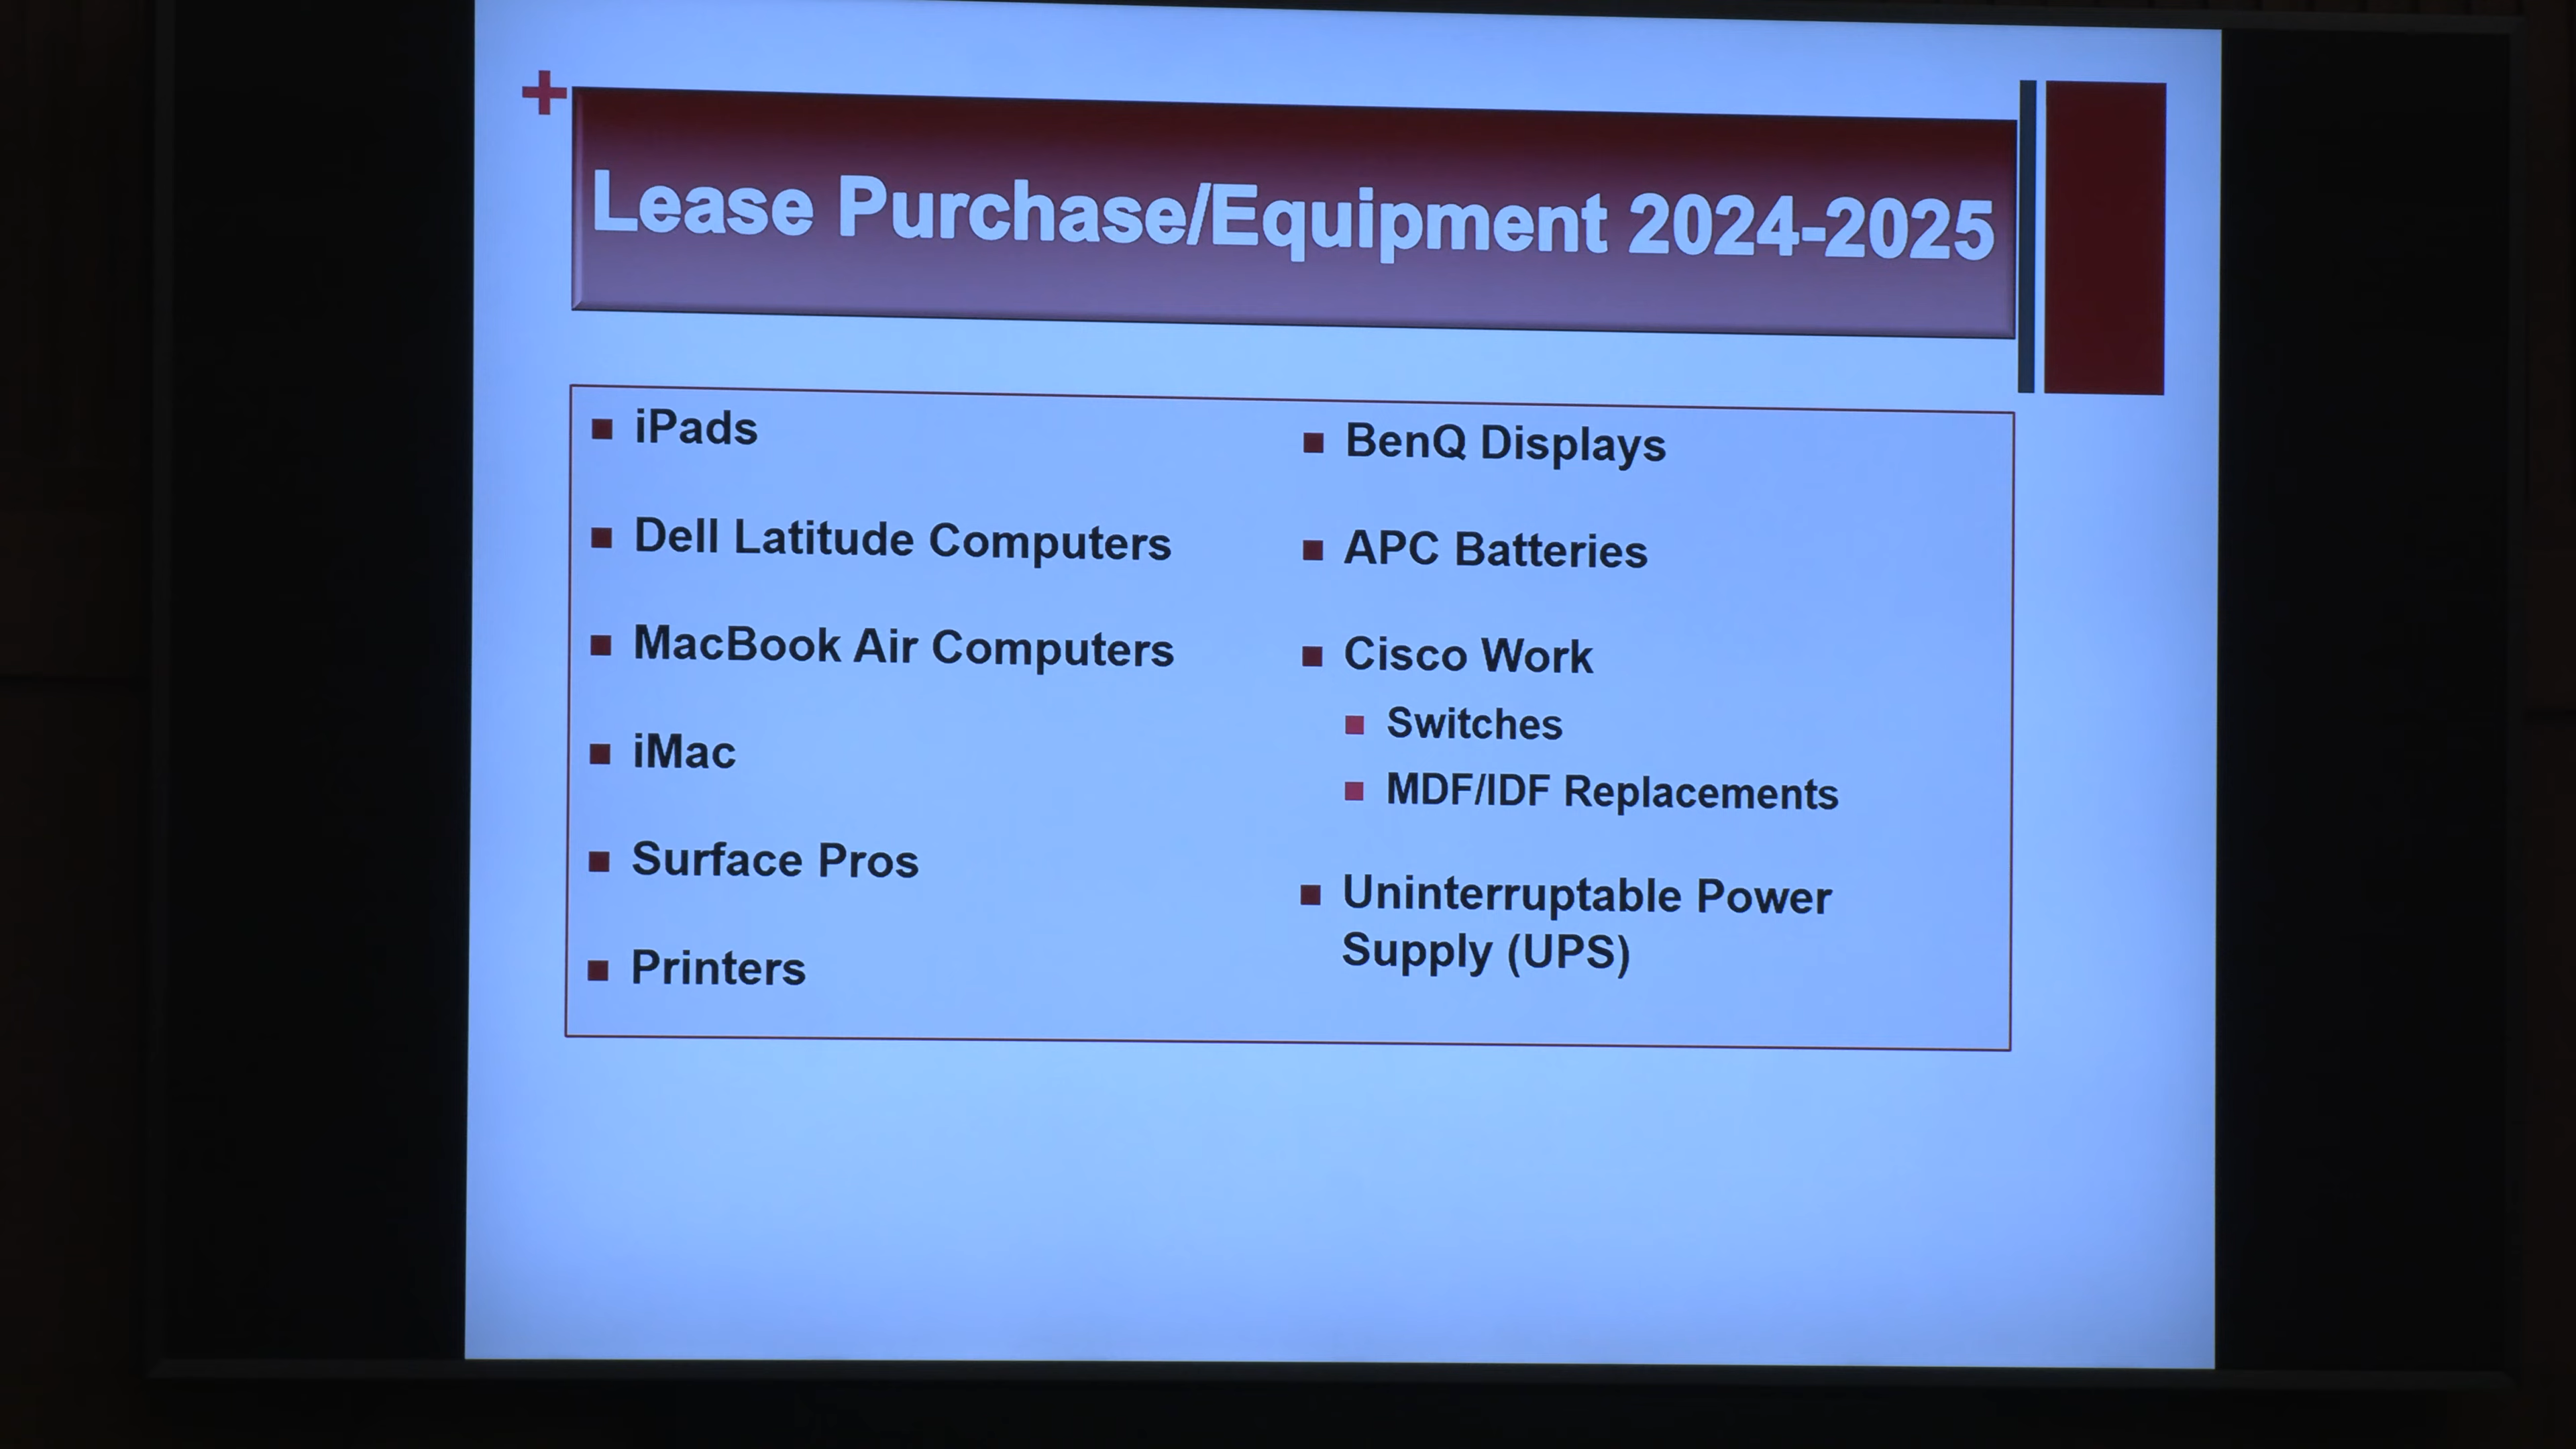 Lease Purchase/Equipment 2024-2025
iPads
Dell Latitude Computers
MacBook Air Computers
iMac
Surface Pros
Printers
BenQ Displays
APC Batteries
Cisco Work
Switches
MDF/IDF Replacements
Uninterruptable Power
Supply (UPS)